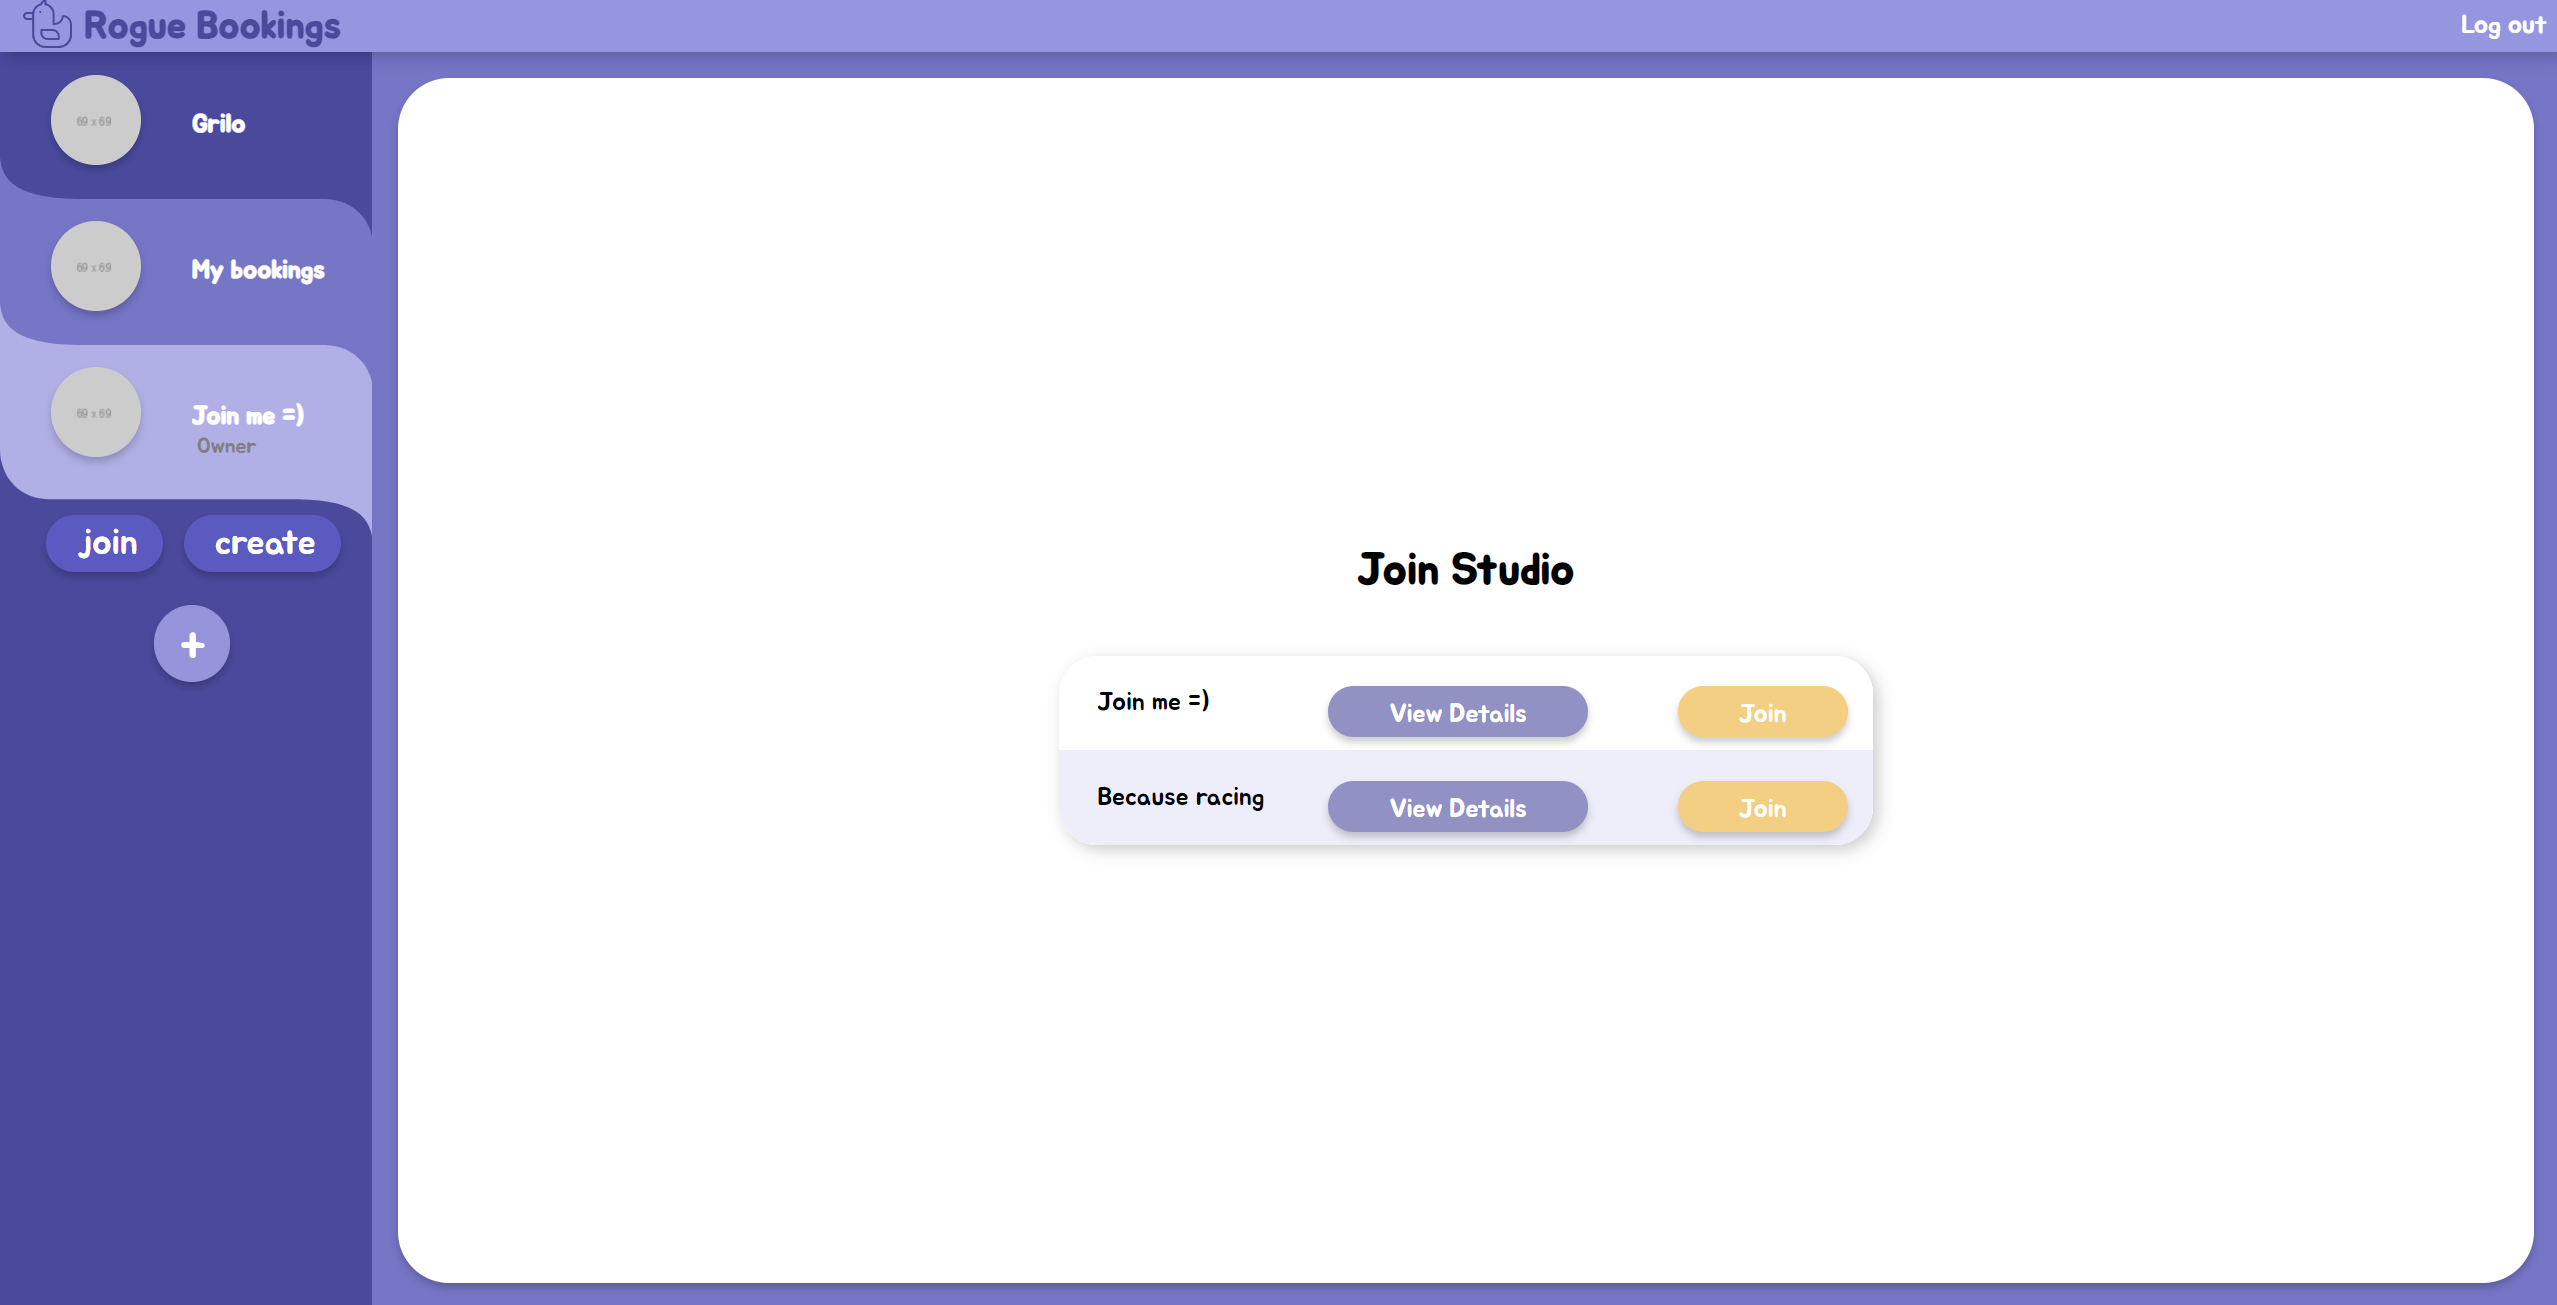 Rogue Bookings
Log out
69 x 69
Grilo
69 x 69
My bookings
69 x 69
Join me =)
Owner
join
create
+
Join Studio
Join me =)
View Details
Join
Because racing
View Details
Join